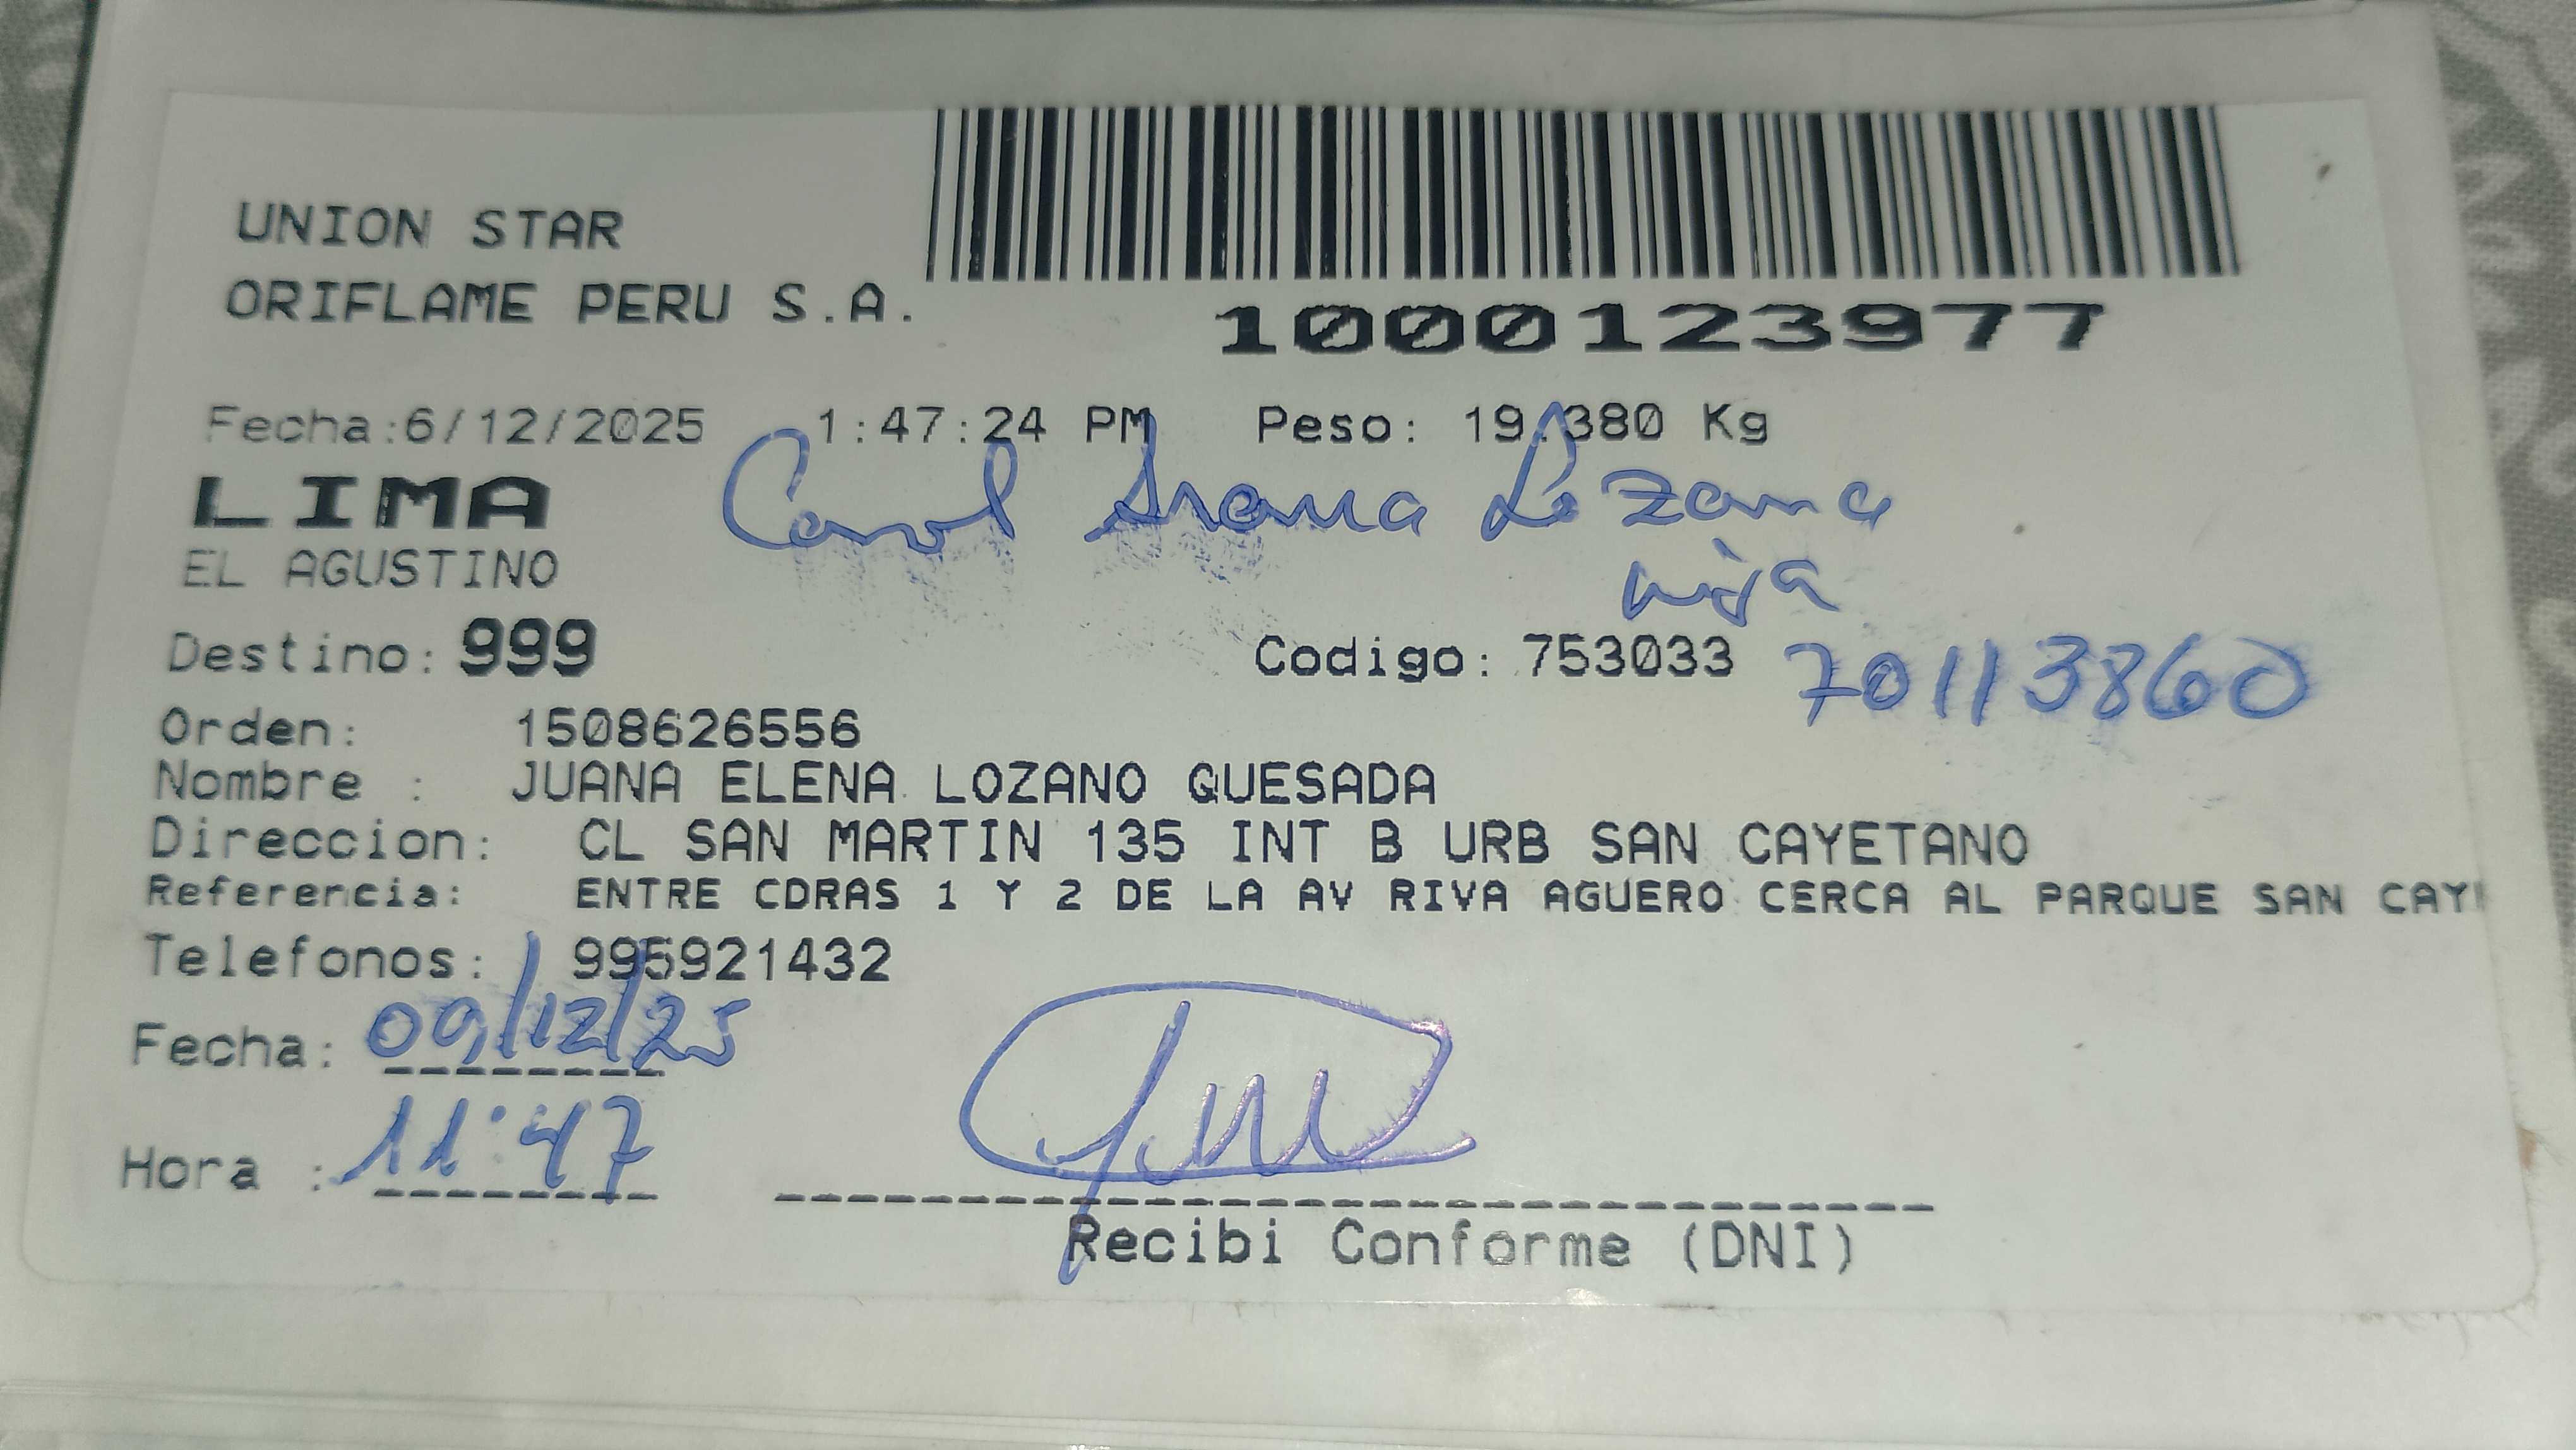 UNION STAR
ORIFLAME PERU S.A.
1000123977
Fecha:6/12/2025 1:47:24 PM Peso: 19.380 Kg
LIMA
Carol Arana Lozano
EL AGUSTINO
hija
Destino: 999 Codigo: 753033 70113860
Orden: 1508626556
Nombre : JUANA ELENA LOZANO QUESADA
Direccion: CL SAN MARTIN 135 INT B URB SAN CAYETANO
Referencia: ENTRE CDRAS 1 Y 2 DE LA AV RIVA AGUERO CERCA AL PARQUE SAN CAY
Telefonos: 995921432
Fecha: 09/12/25
Hora : 11:47
Recibi Conforme (DNI)